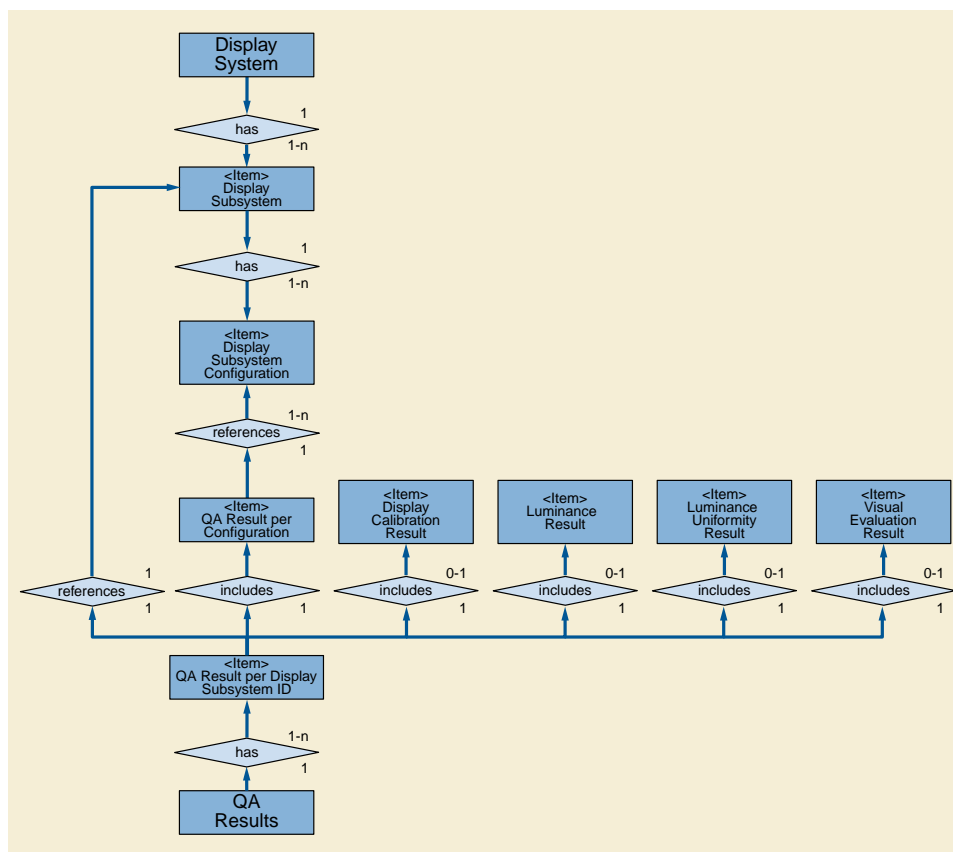 Display
System
1
has
1-n
<Item>
Display
Subsystem
1
has
1-n
<Item>
Display
Subsystem
Configuration
1-n
references
1
<Item>
QA Result per
Configuration
<Item>
Display
Calibration
Result
<Item>
Luminance
Result
<Item>
Luminance
Uniformity
Result
<Item>
Visual
Evaluation
Result
1
references
1
includes
1
0-1
includes
1
0-1
includes
1
0-1
includes
1
0-1
includes
1
<Item>
QA Result per Display
Subsystem ID
1-n
has
1
QA
Results